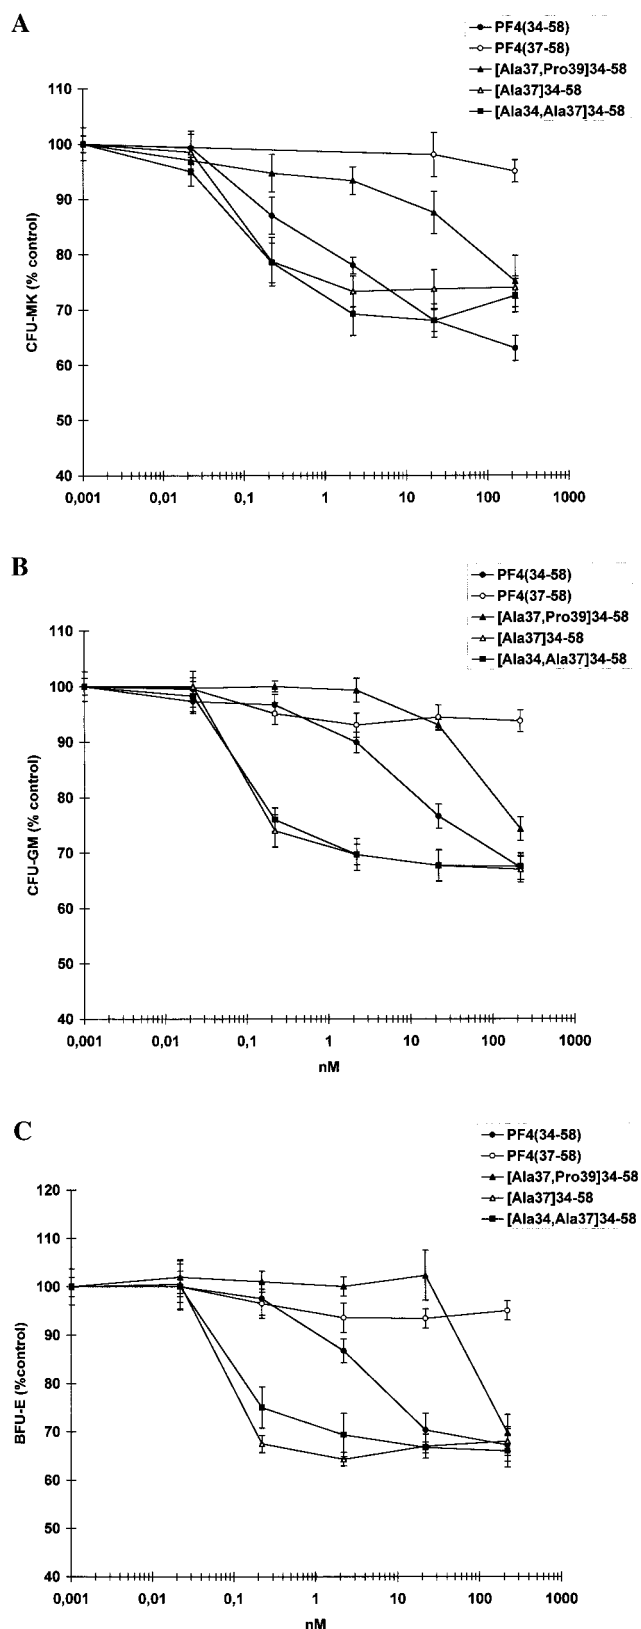 A
PF4(34-58)
PF4(37-58)
[Ala37,Pro39]34-58
[Ala37]34-58
[Ala34,Ala37]34-58
CFU-MK (% control)
110
100
90
80
70
60
50
40
0,001
0,01
0,1
1
10
100
1000
B
PF4(34-58)
PF4(37-58)
[Ala37,Pro39]34-58
[Ala37]34-58
[Ala34,Ala37]34-58
CFU-GM (% control)
110
100
90
80
70
60
50
40
0,001
0,01
0,1
1
10
100
1000
nM
C
PF4(34-58)
PF4(37-58)
[Ala37,Pro39]34-58
[Ala37]34-58
[Ala34,Ala37]34-58
BFU-E (%control)
120
110
100
90
80
70
60
50
40
0,001
0,01
0,1
1
10
100
1000
nM